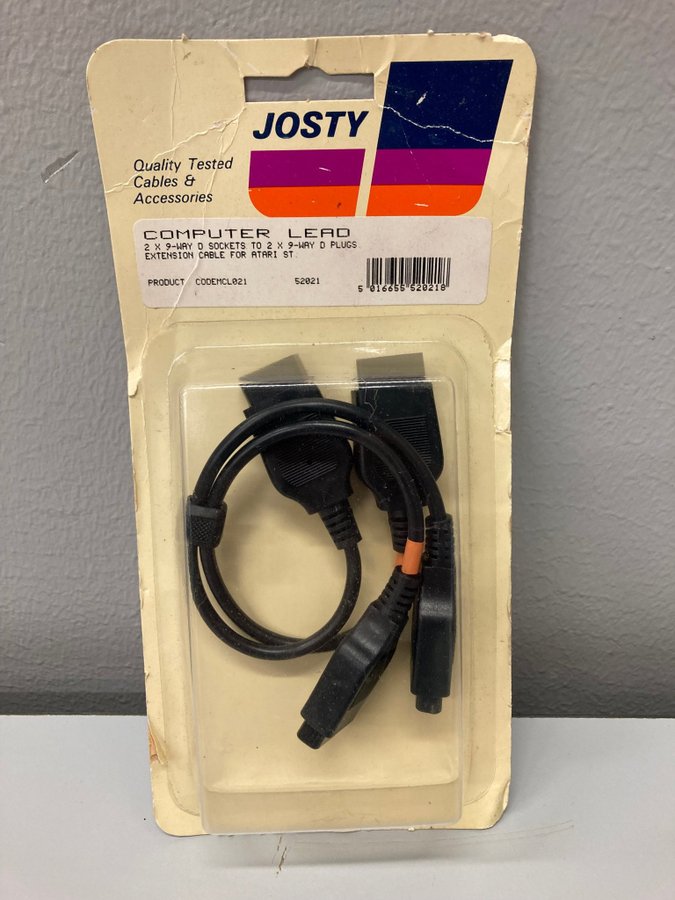 JOSTY
Quality Tested
Cables &
Accessories
COMPUTER LEAD
2 X 9-WAY D SOCKETS TO 2 X 9-WAY D PLUGS.
EXTENSION CABLE FOR ATARI ST.
PRODUCT CODEMCL021 52021
5 016655 520218